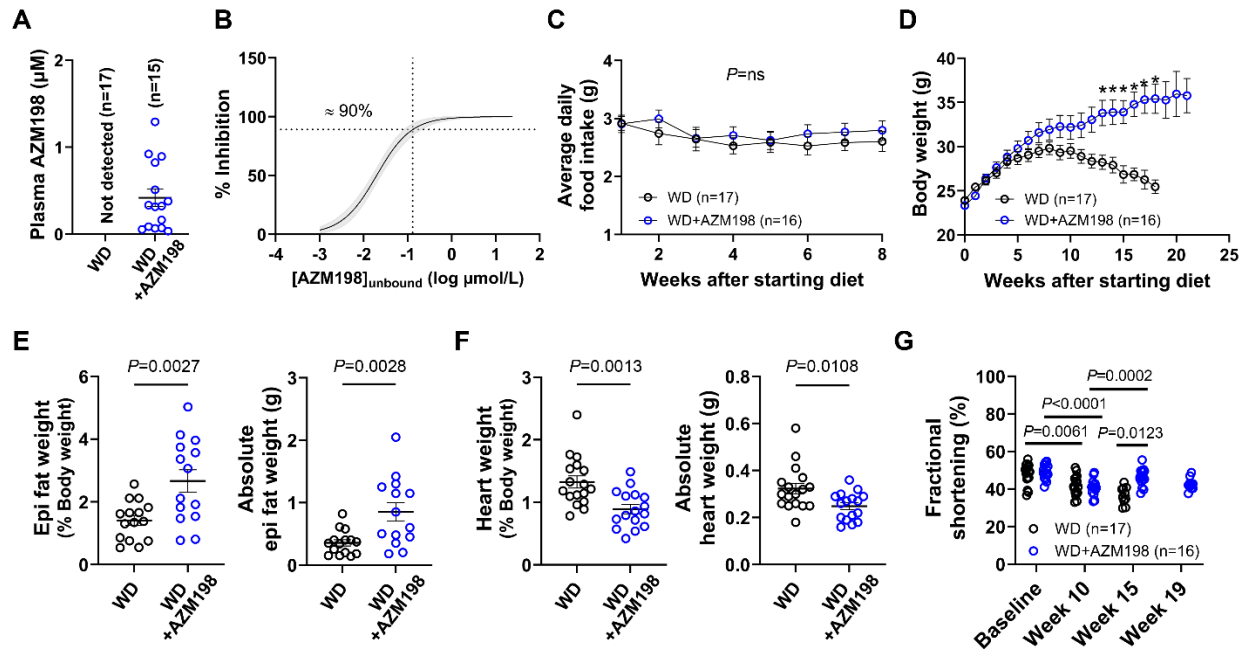 A
Plasma AZM198 (µM)
2
1
0
Not detected (n=17)
(n=15)
WD
WD
+AZM198
B
% Inhibition
150
100
50
0
≈ 90%
-4 -3 -2 -1 0 1 2
[AZM198]unbound (log µmol/L)
C
Average daily
food intake (g)
4
3
2
1
P=ns
WD (n=17)
WD+AZM198 (n=16)
2 4 6 8
Weeks after starting diet
D
Body weight (g)
40
35
30
25
20
******
WD (n=17)
WD+AZM198 (n=16)
0 5 10 15 20 25
Weeks after starting diet
E
Epi fat weight
(% Body weight)
6
4
2
0
P=0.0027
WD
WD
+AZM198
Absolute
epi fat weight (g)
3
2
1
0
P=0.0028
WD
WD
+AZM198
F
Heart weight
(% Body weight)
3
2
1
0
P=0.0013
WD
WD
+AZM198
Absolute
heart weight (g)
0.8
0.6
0.4
0.2
0.0
P=0.0108
WD
WD
+AZM198
G
Fractional
shortening (%)
100
80
60
40
20
0
P=0.0002
P<0.0001
P=0.0061
P=0.0123
WD (n=17)
WD+AZM198 (n=16)
Baseline
Week 10
Week 15
Week 19